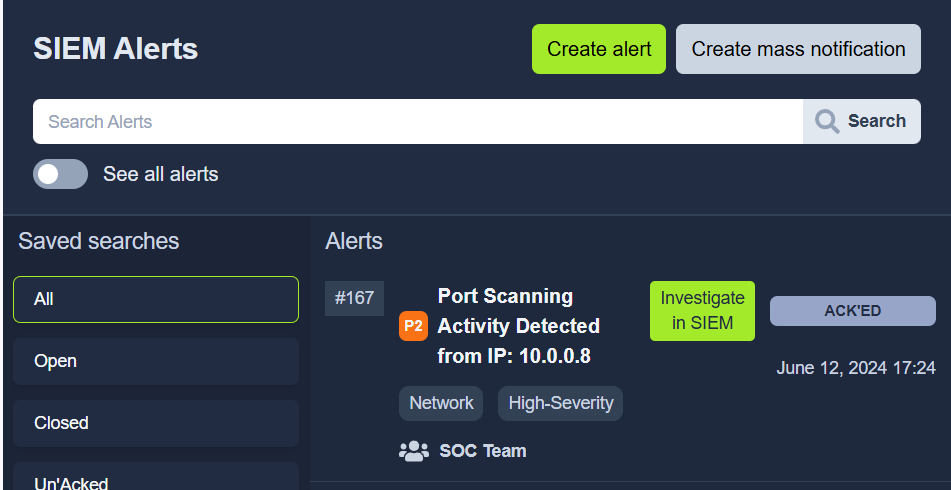 SIEM Alerts
Create alert
Create mass notification
Search Alerts
Search
See all alerts
Saved searches
All
Open
Closed
Un'Acked
Alerts
#167
P2
Port Scanning
Activity Detected
from IP: 10.0.0.8
Investigate
in SIEM
ACK'ED
June 12, 2024 17:24
Network
High-Severity
SOC Team